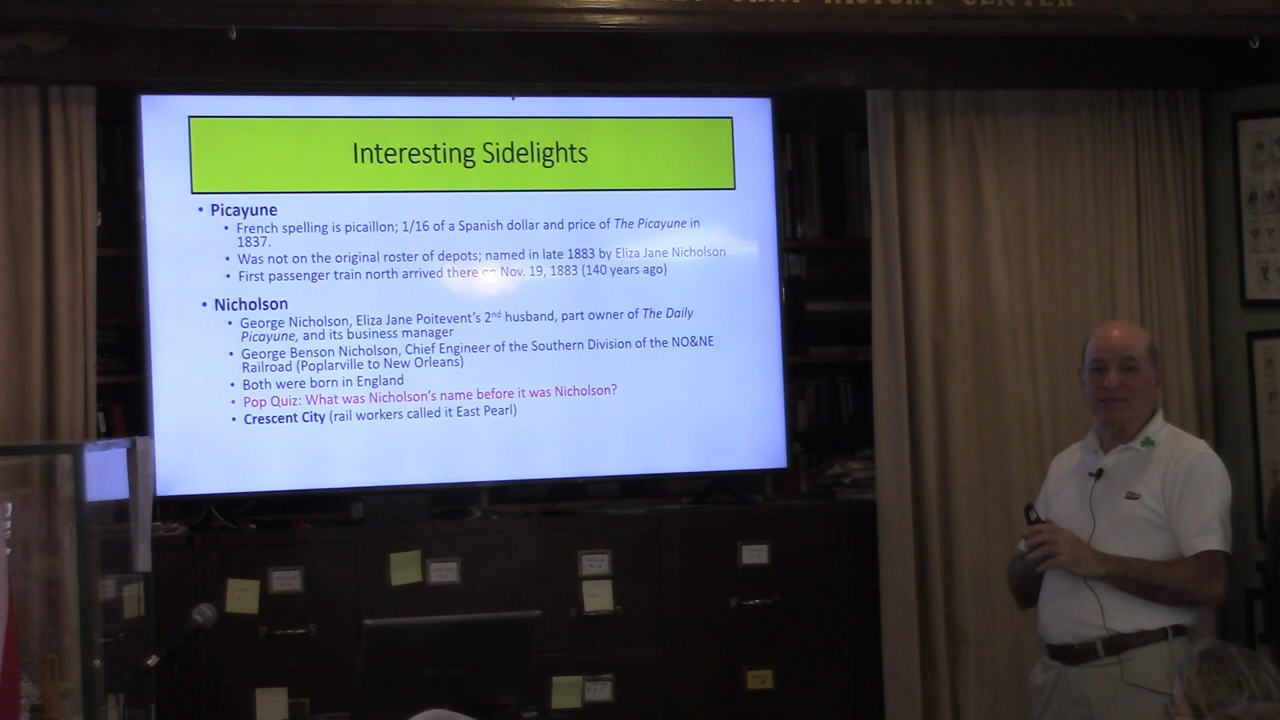 HISTORY CENTER
Interesting Sidelights
• Picayune
• French spelling is picaillon; 1/16 of a Spanish dollar and price of The Picayune in
1837.
• Was not on the original roster of depots; named in late 1883 by Eliza Jane Nicholson
• First passenger train north arrived there on Nov. 19, 1883 (140 years ago)
• Nicholson
• George Nicholson, Eliza Jane Poitevent's 2nd husband, part owner of The Daily
Picayune, and its business manager
• George Benson Nicholson, Chief Engineer of the Southern Division of the NO&NE
Railroad (Poplarville to New Orleans)
• Both were born in England
• Pop Quiz: What was Nicholson's name before it was Nicholson?
• Crescent City (rail workers called it East Pearl)